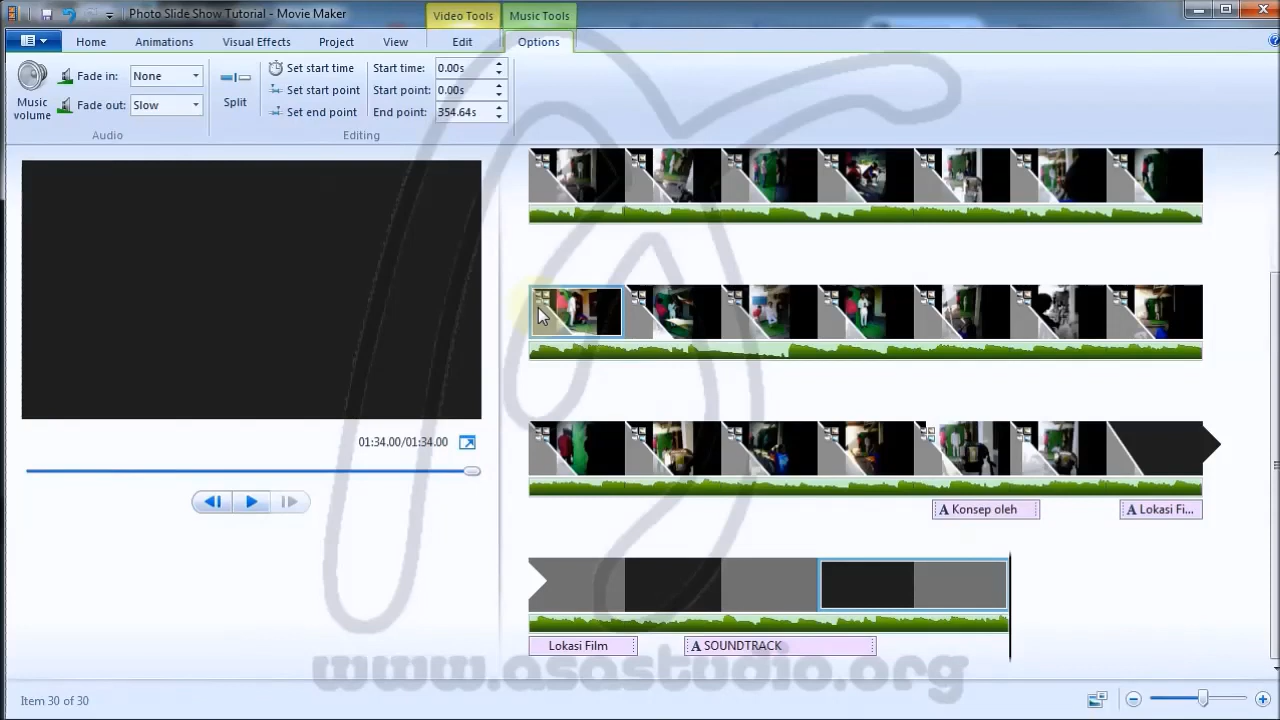 Photo Slide Show Tutorial - Movie Maker
Video Tools
Music Tools
Home
Animations
Visual Effects
Project
View
Edit
Options
Music volume
Fade in:
None
Fade out:
Slow
Audio
Split
Set start time
Set start point
Set end point
Start time:
0.00s
Start point:
0.00s
End point:
354.64s
Editing
01:34.00/01:34.00
A Konsep oleh
A Lokasi Fi...
Lokasi Film
A SOUNDTRACK
www.asastudio.org
Item 30 of 30